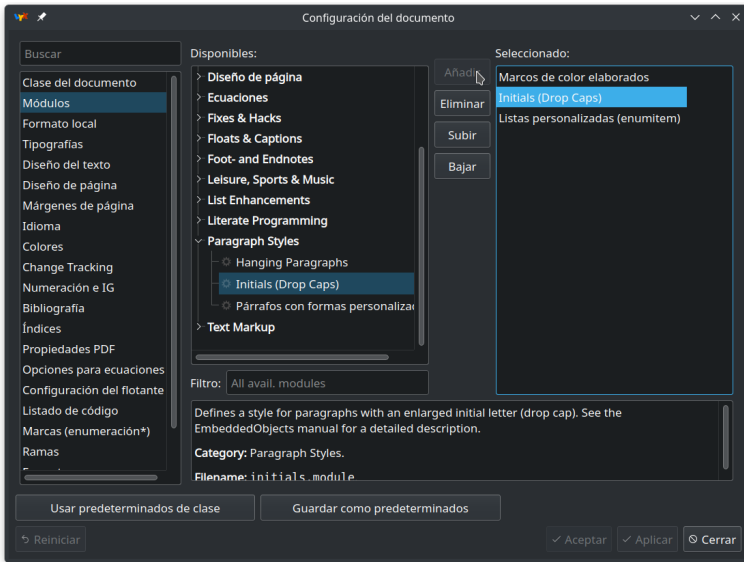 Configuración del documento
Buscar
Clase del documento
Módulos
Formato local
Tipografías
Diseño del texto
Diseño de página
Márgenes de página
Idioma
Colores
Change Tracking
Numeración e IG
Bibliografía
Índices
Propiedades PDF
Opciones para ecuaciones
Configuración del flotante
Listado de código
Marcas (enumeración*)
Ramas
Disponibles:
Diseño de página
Ecuaciones
Fixes & Hacks
Floats & Captions
Foot- and Endnotes
Leisure, Sports & Music
List Enhancements
Literate Programming
Paragraph Styles
Hanging Paragraphs
Initials (Drop Caps)
Párrafos con formas personaliza
Text Markup
Filtro: All avail. modules
Añadir
Eliminar
Subir
Bajar
Seleccionado:
Marcos de color elaborados
Initials (Drop Caps)
Listas personalizadas (enumitem)
Defines a style for paragraphs with an enlarged initial letter (drop cap). See the
EmbeddedObjects manual for a detailed description.
Category: Paragraph Styles.
Filename: initials.module
Usar predeterminados de clase
Guardar como predeterminados
Reiniciar
Aceptar
Aplicar
Cerrar